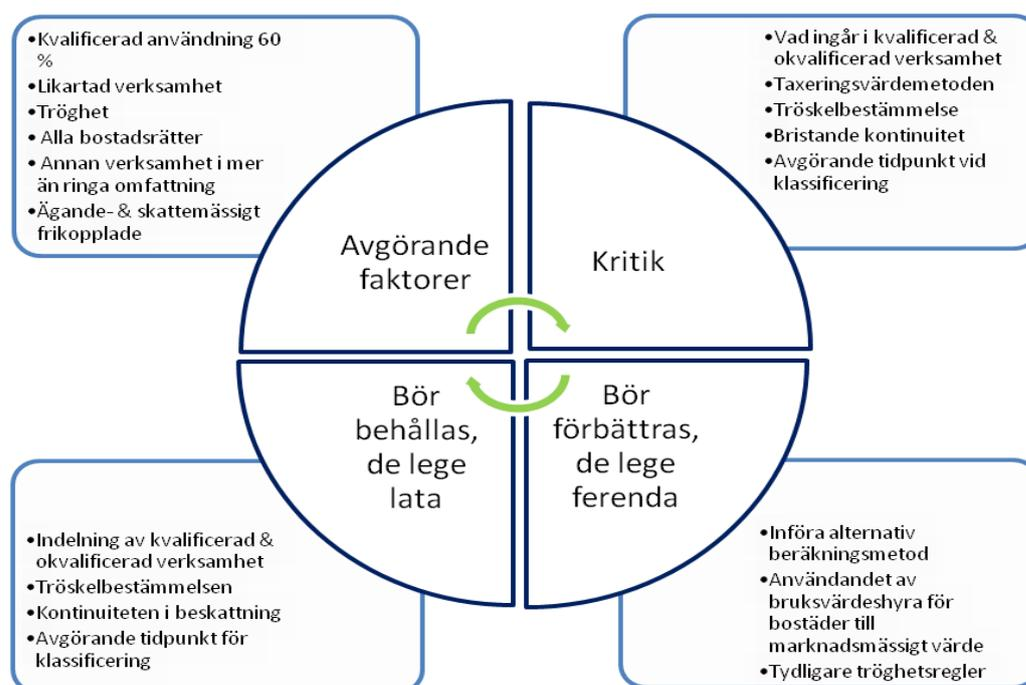 •Kvalificerad användning 60
%
•Likartad verksamhet
•Tröghet
• Alla bostadsrätter
• Annan verksamhet i mer
än ringa omfattning
•Ägande- & skattemässigt
frikopplade
•Vad ingår i kvalificerad &
okvalificerad verksamhet
•Taxeringsvärdemetoden
•Tröskelbestämmelse
•Bristande kontinuitet
•Avgörande tidpunkt vid
klassificering
Avgörande
faktorer
Kritik
Bör
behållas,
de lege
lata
Bör
förbättras,
de lege
ferenda
•Indelning av kvalificerad &
okvalificerad verksamhet
•Tröskelbestämmelsen
•Kontinuiteten i beskattning
•Avgörande tidpunkt för
klassificering
•Införa alternativ
beräkningsmetod
•Användandet av
bruksvärdeshyra för
bostäder till
marknadsmässigt värde
•Tydligare tröghetsregler